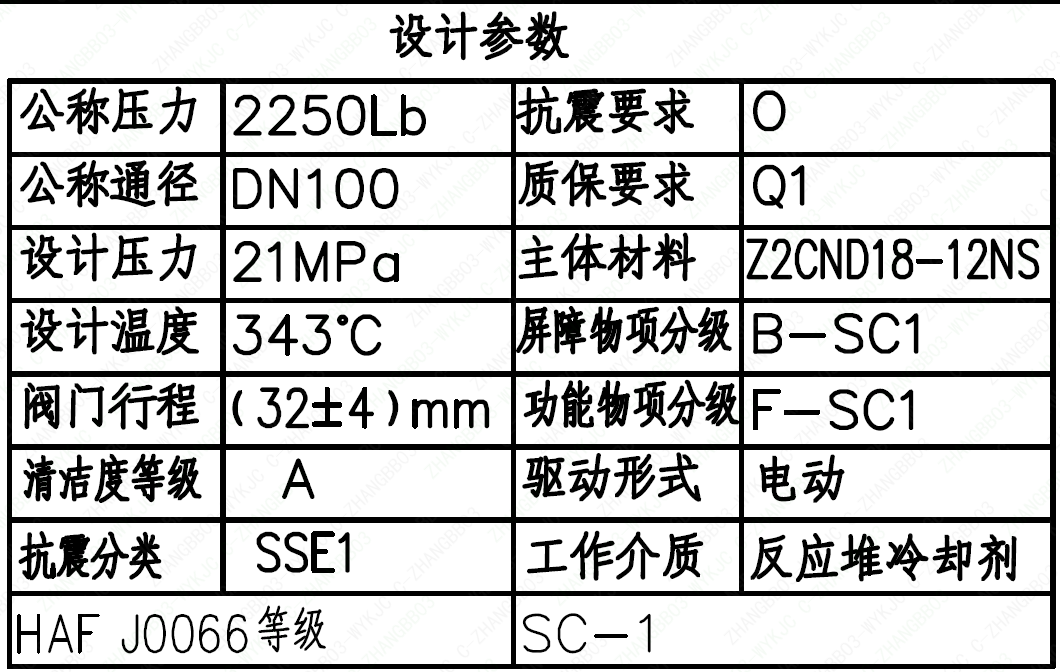 设计参数
公称压力 2250Lb 抗震要求 O
公称通径 DN100 质保要求 Q1
设计压力 21MPa 主体材料 Z2CND18-12NS
设计温度 343℃ 屏障物项分级 B-SC1
阀门行程 (32±4)mm 功能物项分级 F-SC1
清洁度等级 A 驱动形式 电动
抗震分类 SSE1 工作介质 反应堆冷却剂
HAF J0066等级 SC-1